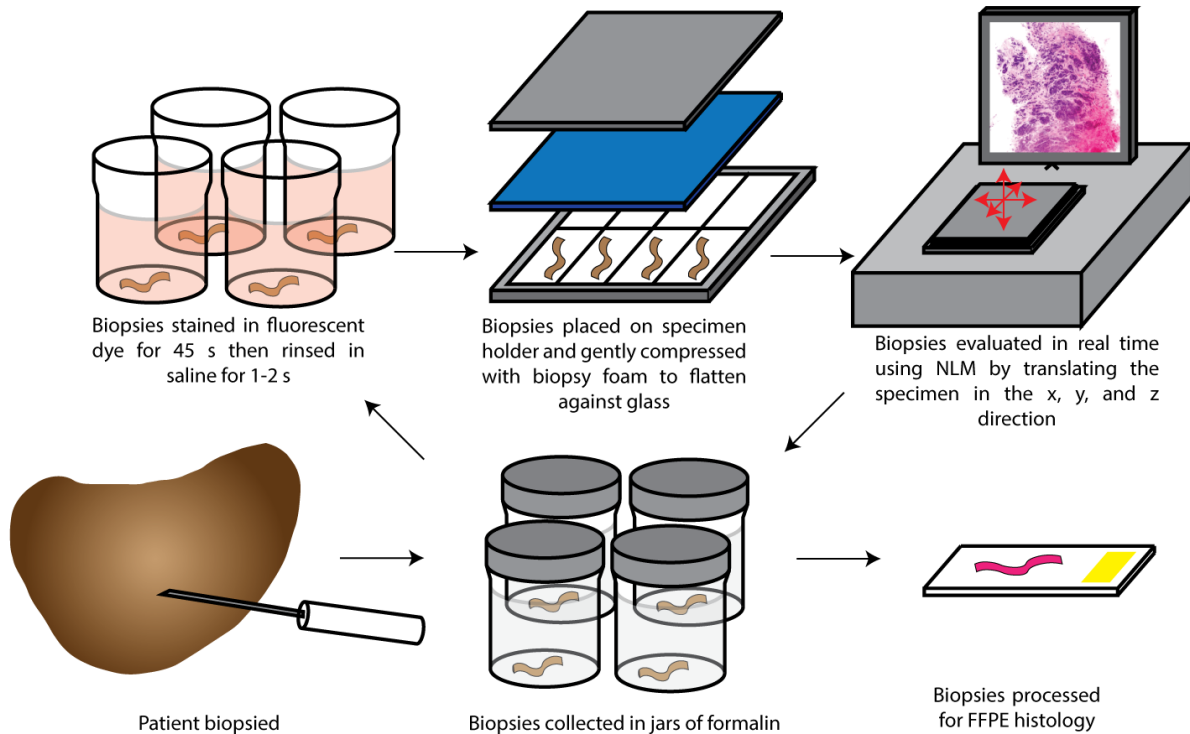 Biopsies stained in fluorescent
dye for 45 s then rinsed in
saline for 1-2 s
Biopsies placed on specimen
holder and gently compressed
with biopsy foam to flatten
against glass
Biopsies evaluated in real time
using NLM by translating the
specimen in the x, y, and z
direction
Patient biopsied
Biopsies collected in jars of formalin
Biopsies processed
for FFPE histology